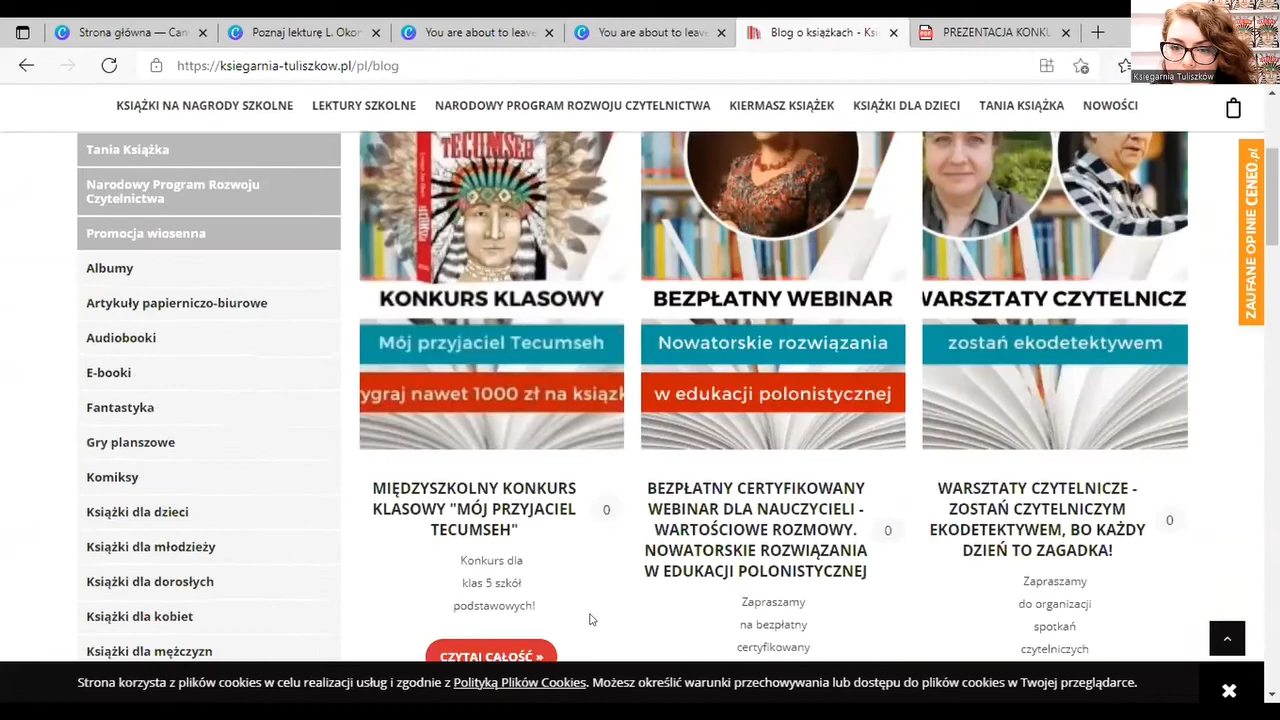 Strona główna — Can
Poznaj lekturę L. Okor
You are about to leave
You are about to leave
Blog o książkach - Ksi
PREZENTACJA KONKU
https://ksiegarnia-tuliszkow.pl/pl/blog
Księgarnia Tuliszków
KSIĄŻKI NA NAGRODY SZKOLNE
LEKTURY SZKOLNE
NARODOWY PROGRAM ROZWOJU CZYTELNICTWA
KIERMASZ KSIĄŻEK
KSIĄŻKI DLA DZIECI
TANIA KSIĄŻKA
NOWOŚCI
Tania Książka
Narodowy Program Rozwoju
Czytelnictwa
Promocja wiosenna
Albumy
Artykuły papierniczo-biurowe
Audiobooki
E-booki
Fantastyka
Gry planszowe
Komiksy
Książki dla dzieci
Książki dla młodzieży
Książki dla dorosłych
Książki dla kobiet
Książki dla mężczyzn
TECUMSEH
KONKURS KLASOWY
Mój przyjaciel Tecumseh
ygraj nawet 1000 zł na książk
MIĘDZYSZKOLNY KONKURS
KLASOWY "MÓJ PRZYJACIEL
TECUMSEH"
0
Konkurs dla
klas 5 szkół
podstawowych!
CZYTAJ CAŁOŚĆ »
BEZPŁATNY WEBINAR
Nowatorskie rozwiązania
w edukacji polonistycznej
BEZPŁATNY CERTYFIKOWANY
WEBINAR DLA NAUCZYCIELI -
WARTOŚCIOWE ROZMOWY.
NOWATORSKIE ROZWIĄZANIA
W EDUKACJI POLONISTYCZNEJ
0
Zapraszamy
na bezpłatny
certyfikowany
WARSZTATY CZYTELNICZ
zostań ekodetektywem
WARSZTATY CZYTELNICZE -
ZOSTAŃ CZYTELNICZYM
EKODETEKTYWEM, BO KAŻDY
DZIEŃ TO ZAGADKA!
0
Zapraszamy
do organizacji
spotkań
czytelniczych
ZAUFANE OPINIE CENEO.pl
Strona korzysta z plików cookies w celu realizacji usług i zgodnie z Polityką Plików Cookies. Możesz określić warunki przechowywania lub dostępu do plików cookies w Twojej przeglądarce.